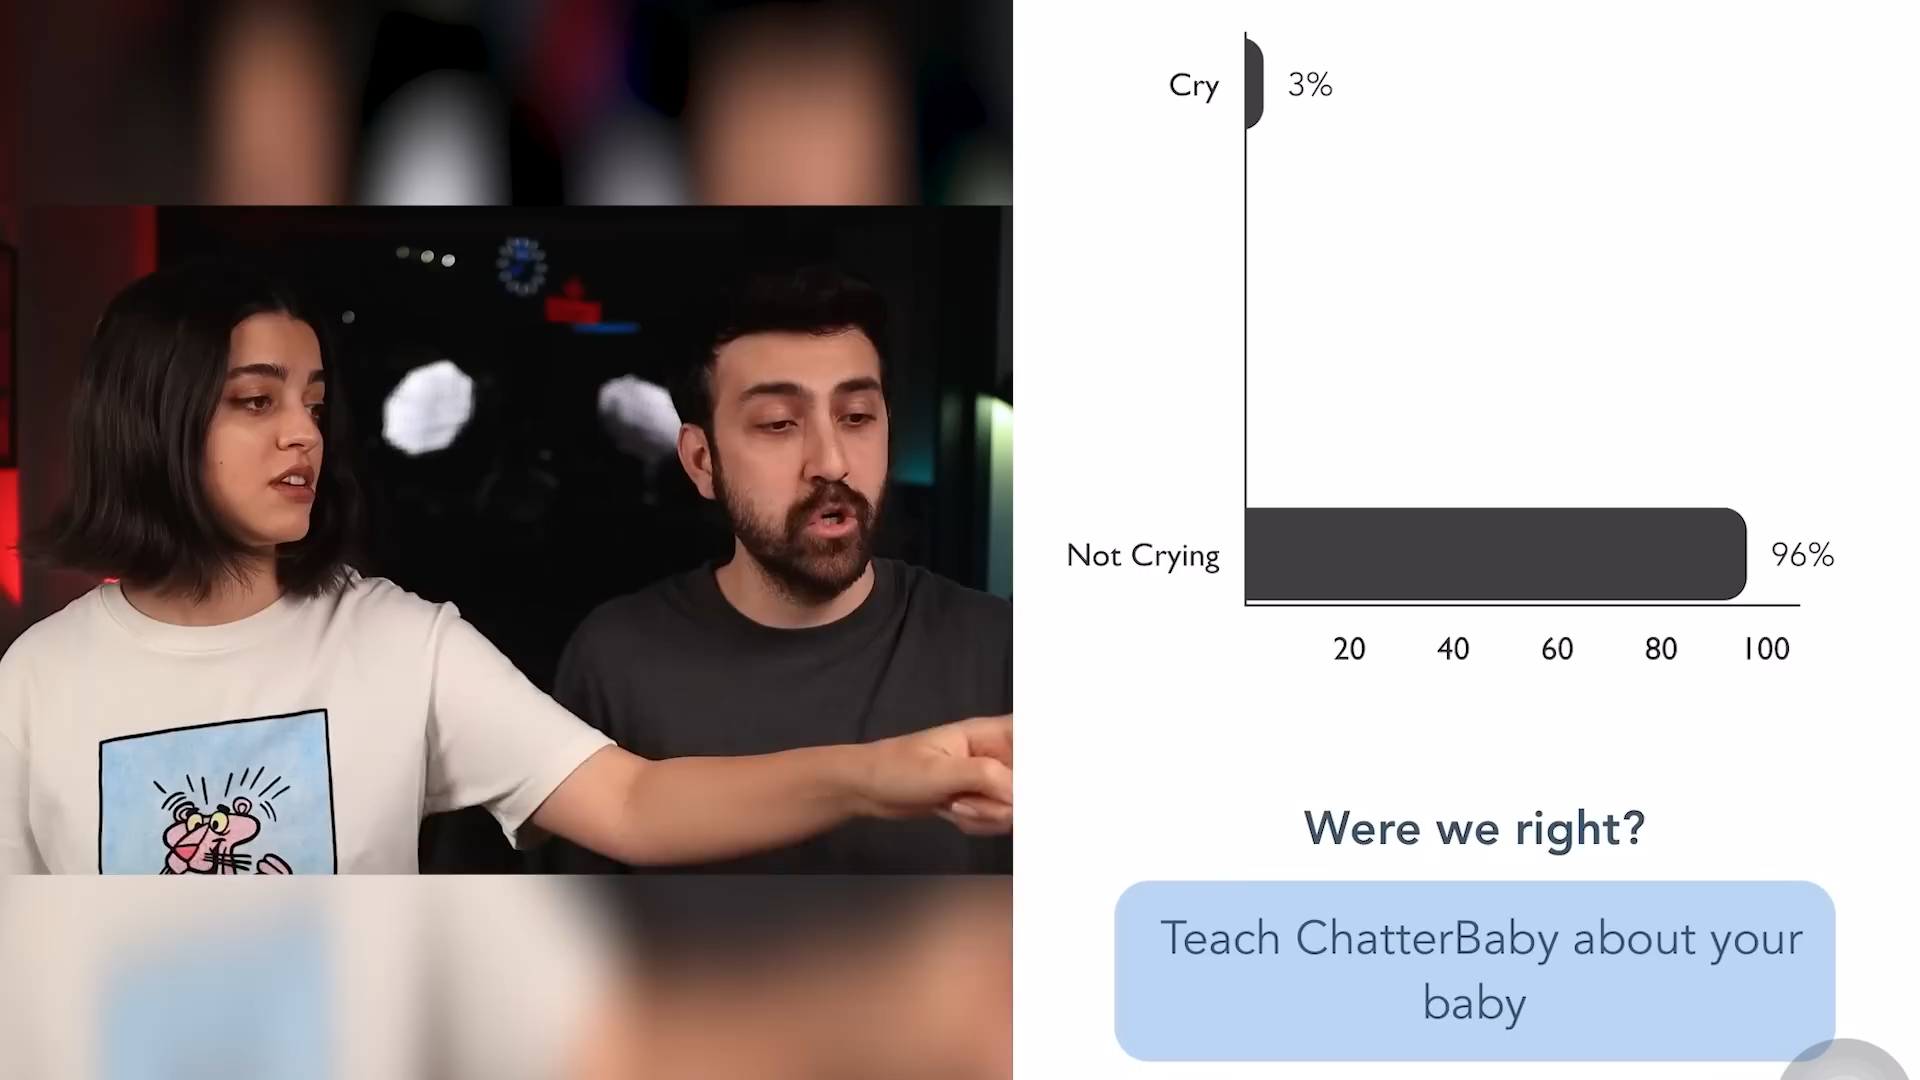 Cry 3%
Not Crying 96%
20 40 60 80 100
Were we right?
Teach ChatterBaby about your
baby